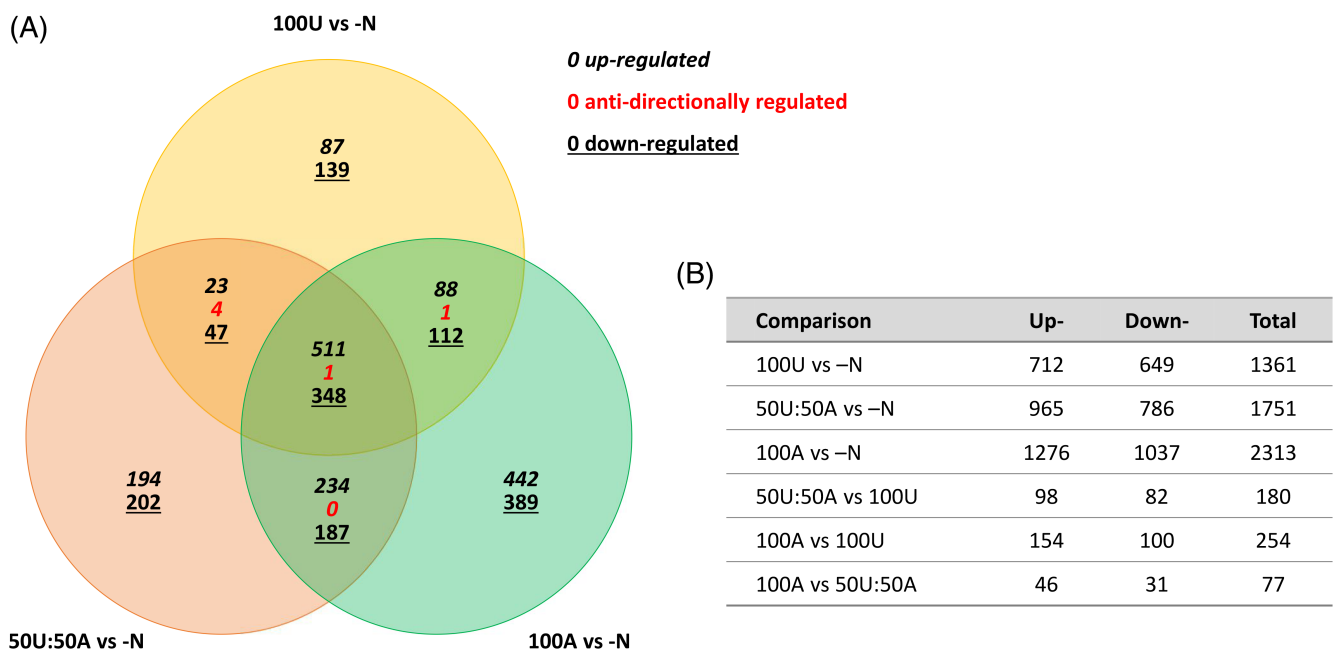 (A)
100U vs -N
0 up-regulated
0 anti-directionally regulated
0 down-regulated
87
139
23
4
47
88
1
112
511
1
348
194
202
234
0
187
442
389
50U:50A vs -N
100A vs -N
(B)
Comparison Up- Down- Total
100U vs –N 712 649 1361
50U:50A vs –N 965 786 1751
100A vs –N 1276 1037 2313
50U:50A vs 100U 98 82 180
100A vs 100U 154 100 254
100A vs 50U:50A 46 31 77